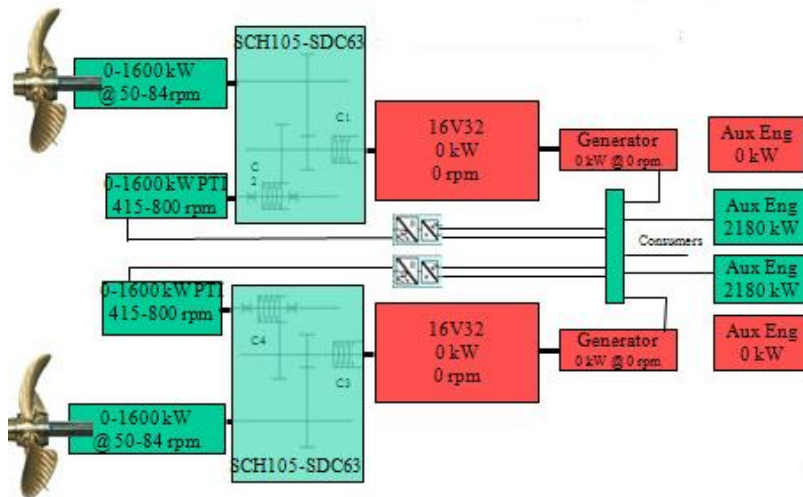 SCH105-SDC63
0-1600 kW
@ 50-84 rpm
C1
16V32
0 kW
0 rpm
Generator
0 kW @ 0 rpm
Aux Eng
0 kW
C
2
0-1600 kW PTI
415-800 rpm
Aux Eng
2180 kW
Consumers
Aux Eng
2180 kW
0-1600 kW PTI
415-800 rpm
C4
C3
16V32
0 kW
0 rpm
Generator
0 kW @ 0 rpm
Aux Eng
0 kW
0-1600 kW
@ 50-84 rpm
SCH105-SDC63